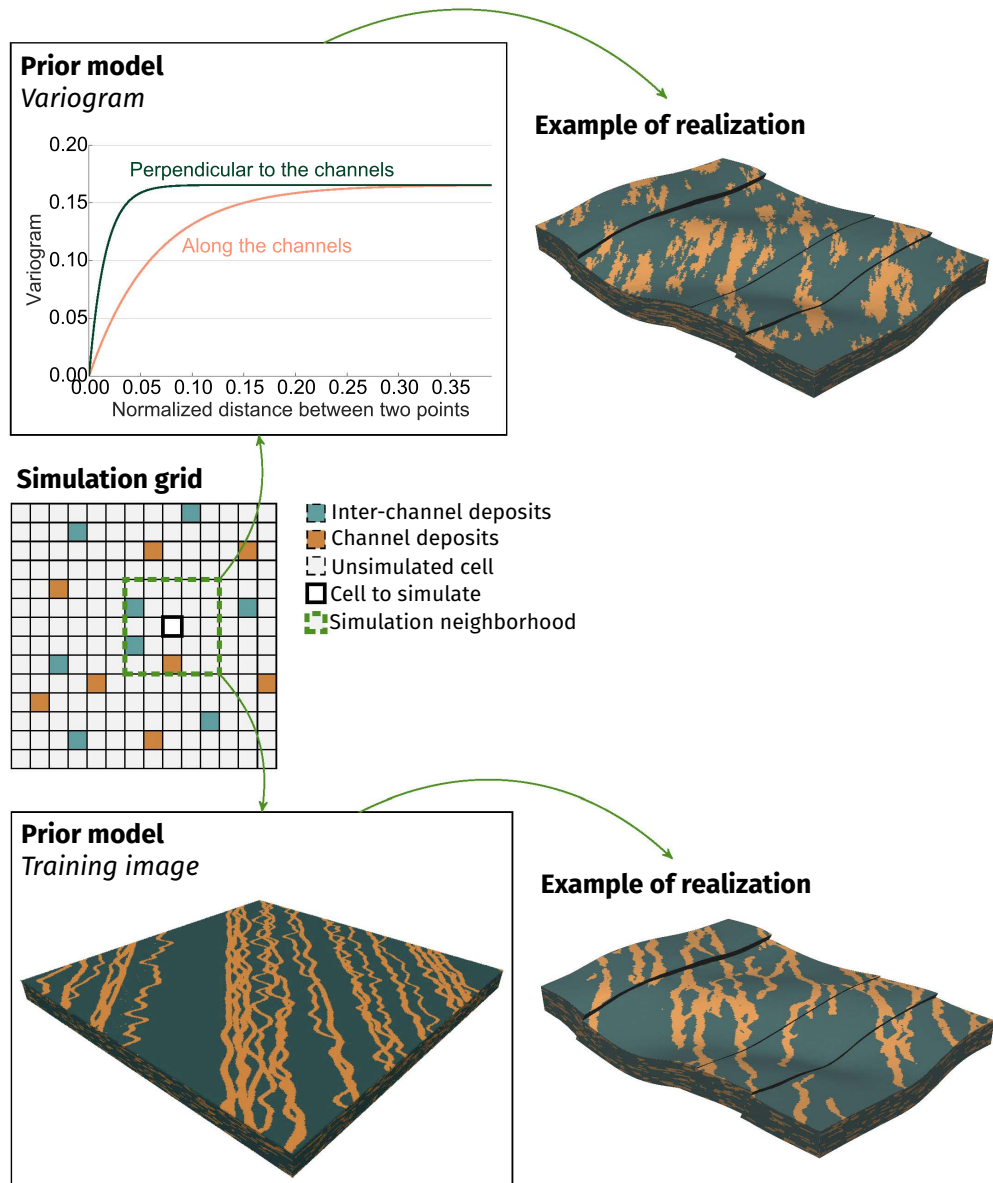 Prior model
Variogram
Example of realization
0.20
Perpendicular to the channels
0.15
Along the channels
0.10
Variogram
0.05
0.00
0.00 0.05 0.10 0.15 0.20 0.25 0.30 0.35
Normalized distance between two points
Simulation grid
Inter-channel deposits
Channel deposits
Unsimulated cell
Cell to simulate
Simulation neighborhood
Prior model
Training image
Example of realization